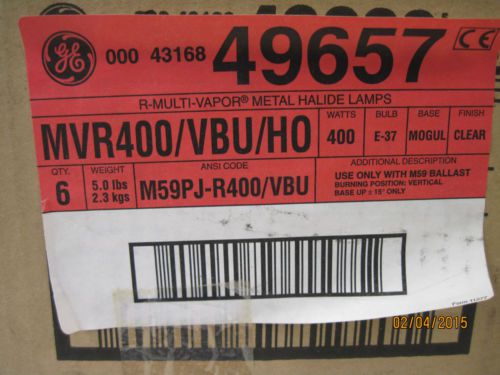 GE
000 43168 49657
CE
R-MULTI-VAPOR® METAL HALIDE LAMPS
MVR400/VBU/HO
WATTS BULB BASE FINISH
400 E-37 MOGUL CLEAR
QTY. WEIGHT ANSI CODE ADDITIONAL DESCRIPTION
6 5.0 lbs
2.3 kgs
M59PJ-R400/VBU
USE ONLY WITH M59 BALLAST
BURNING POSITION: VERTICAL
BASE UP ± 15° ONLY
02/04/2015